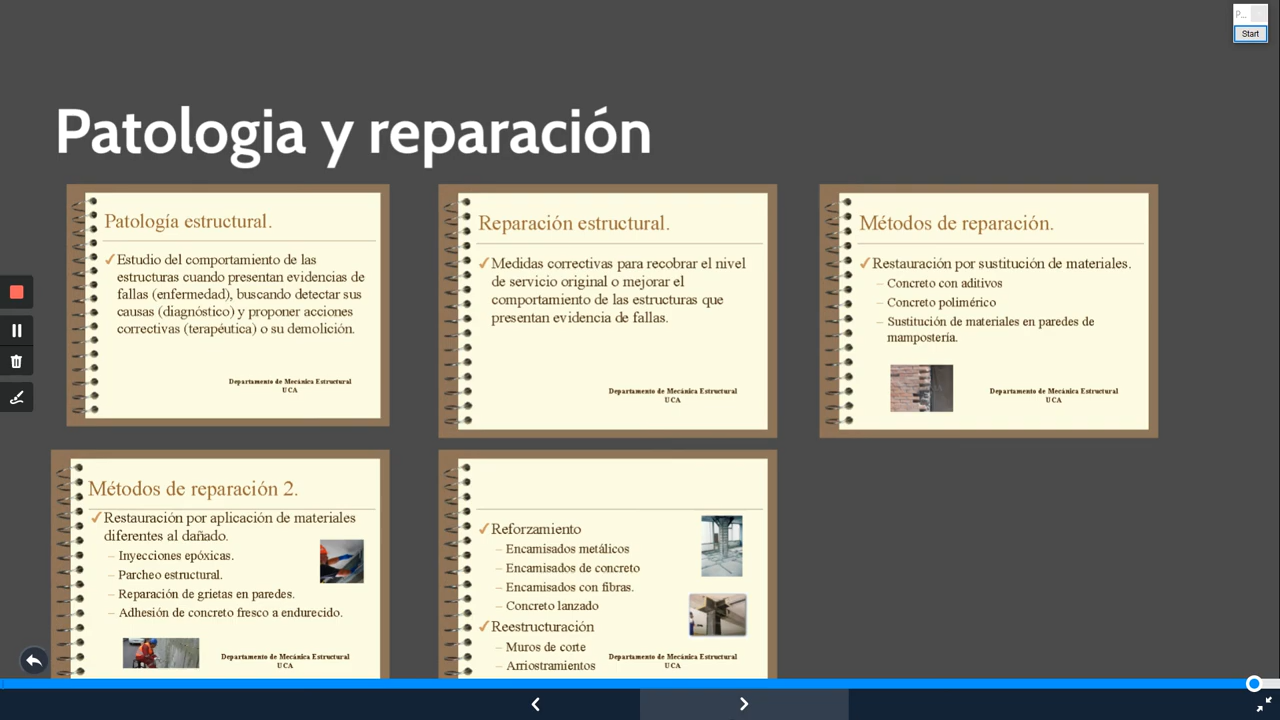 P...
Start
Patologia y reparación
Patología estructural.
✓Estudio del comportamiento de las
estructuras cuando presentan evidencias de
fallas (enfermedad), buscando detectar sus
causas (diagnóstico) y proponer acciones
correctivas (terapéutica) o su demolición.
Departamento de Mecánica Estructural
UCA
Reparación estructural.
✓Medidas correctivas para recobrar el nivel
de servicio original o mejorar el
comportamiento de las estructuras que
presentan evidencia de fallas.
Departamento de Mecánica Estructural
UCA
Métodos de reparación.
✓Restauración por sustitución de materiales.
– Concreto con aditivos
– Concreto polimérico
– Sustitución de materiales en paredes de
mampostería.
Departamento de Mecánica Estructural
UCA
Métodos de reparación 2.
✓Restauración por aplicación de materiales
diferentes al dañado.
– Inyecciones epóxicas.
– Parcheo estructural.
– Reparación de grietas en paredes.
– Adhesión de concreto fresco a endurecido.
Departamento de Mecánica Estructural
UCA
✓Reforzamiento
– Encamisados metálicos
– Encamisados de concreto
– Encamisados con fibras.
– Concreto lanzado
✓Reestructuración
– Muros de corte
– Arriostramientos
Departamento de Mecánica Estructural
UCA